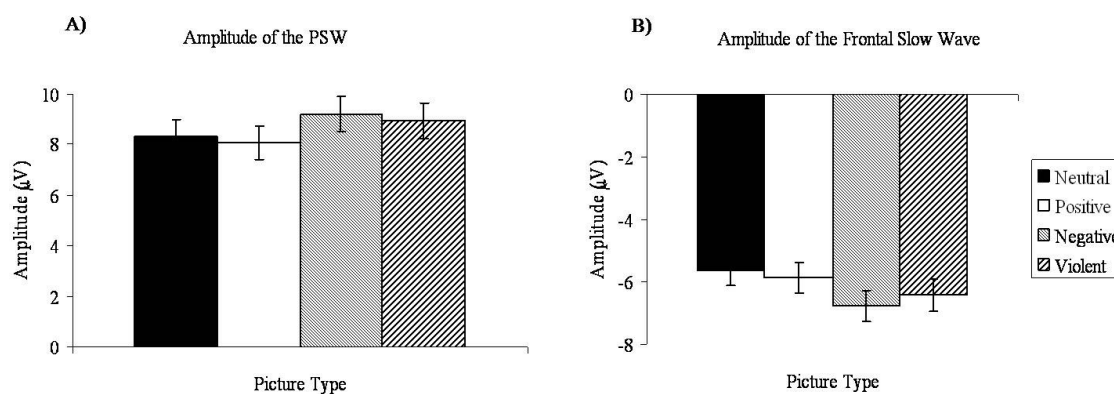 A)
Amplitude of the PSW
10
8
6
4
2
0
Amplitude (μV)
Picture Type
B)
Amplitude of the Frontal Slow Wave
0
-2
-4
-6
-8
Amplitude (μV)
Picture Type
Neutral
Positive
Negative
Violent